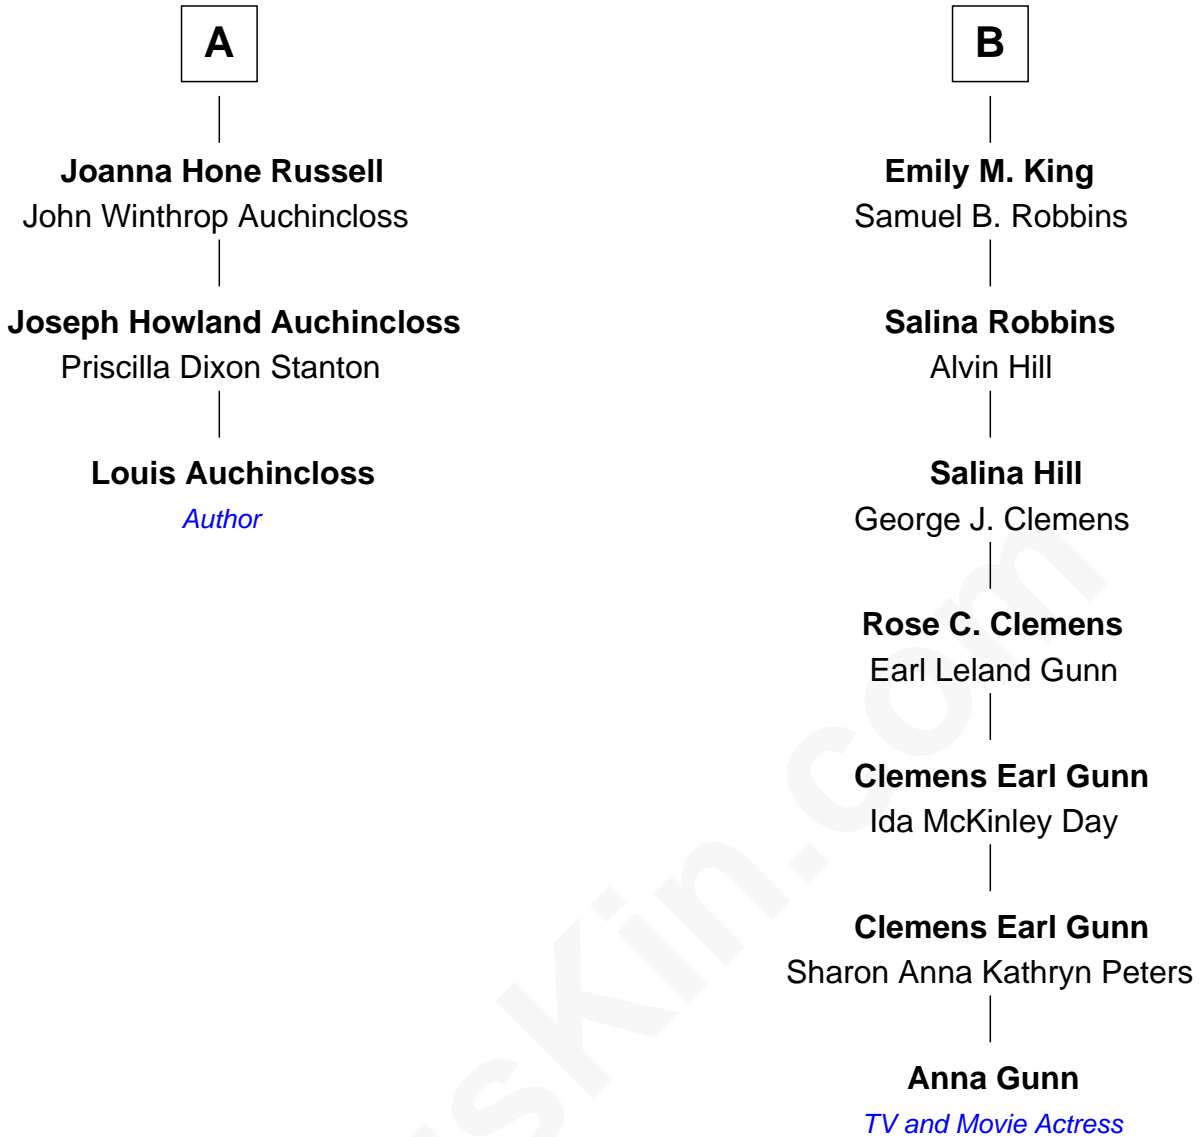 A
Joanna Hone Russell
John Winthrop Auchincloss
Joseph Howland Auchincloss
Priscilla Dixon Stanton
Louis Auchincloss
Author
B
Emily M. King
Samuel B. Robbins
Salina Robbins
Alvin Hill
Salina Hill
George J. Clemens
Rose C. Clemens
Earl Leland Gunn
Clemens Earl Gunn
Ida McKinley Day
Clemens Earl Gunn
Sharon Anna Kathryn Peters
Anna Gunn
TV and Movie Actress